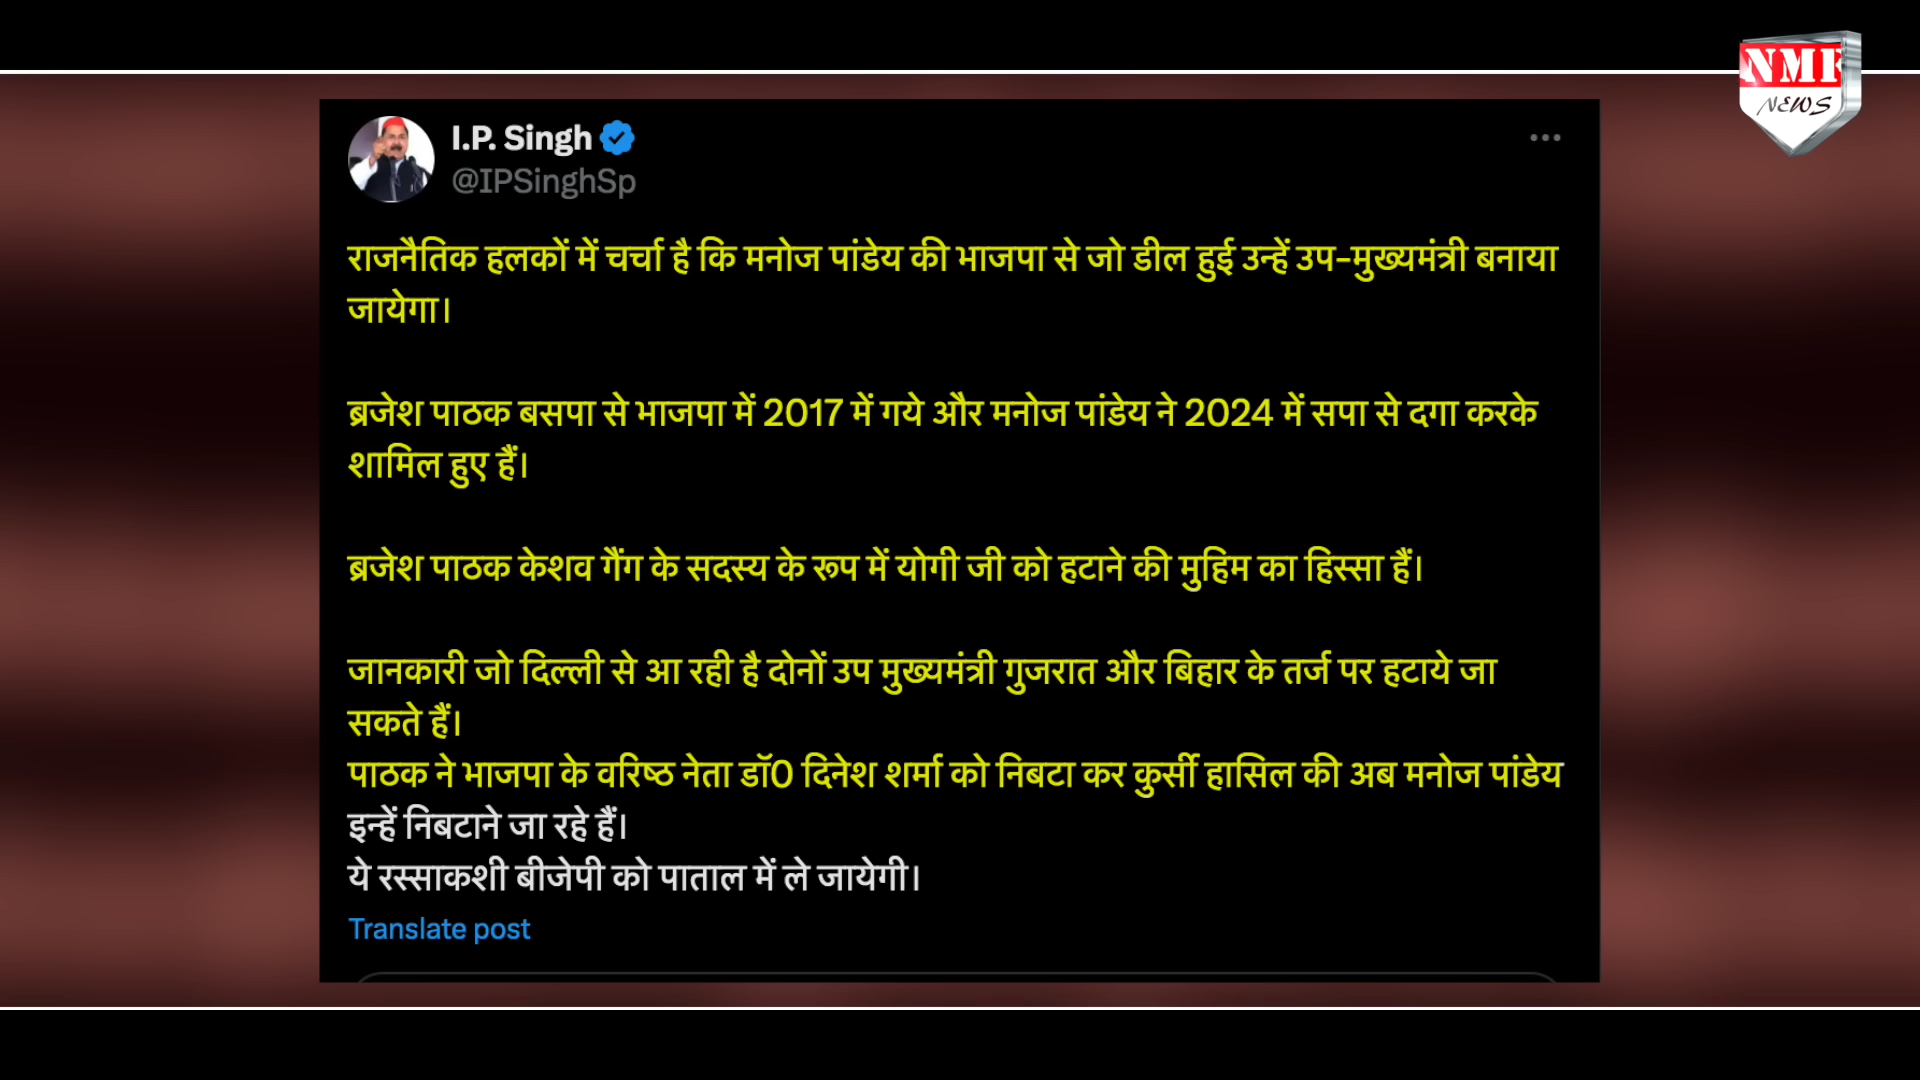 NMF
NEWS
I.P. Singh
@IPSinghSp
राजनैतिक हलकों में चर्चा है कि मनोज पांडेय की भाजपा से जो डील हुई उन्हें उप-मुख्यमंत्री बनाया
जायेगा।
ब्रजेश पाठक बसपा से भाजपा में 2017 में गये और मनोज पांडेय ने 2024 में सपा से दगा करके
शामिल हुए हैं।
ब्रजेश पाठक केशव गैंग के सदस्य के रूप में योगी जी को हटाने की मुहिम का हिस्सा हैं।
जानकारी जो दिल्ली से आ रही है दोनों उप मुख्यमंत्री गुजरात और बिहार के तर्ज पर हटाये जा
सकते हैं।
पाठक ने भाजपा के वरिष्ठ नेता डॉ0 दिनेश शर्मा को निबटा कर कुर्सी हासिल की अब मनोज पांडेय
इन्हें निबटाने जा रहे हैं।
ये रस्साकशी बीजेपी को पाताल में ले जायेगी।
Translate post